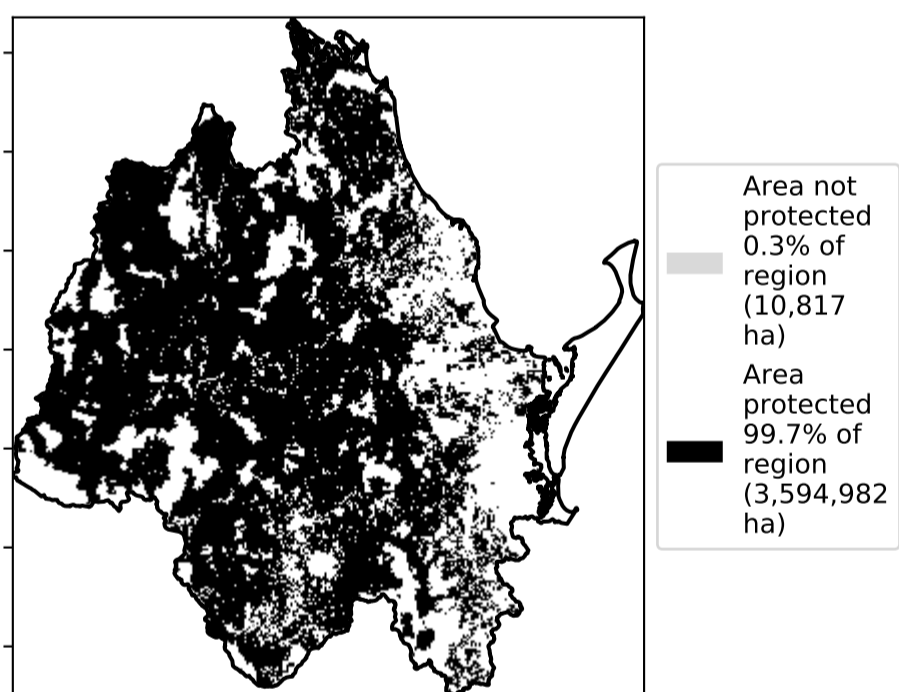 Area not
protected
0.3% of
region
(10,817
ha)
Area
protected
99.7% of
region
(3,594,982
ha)